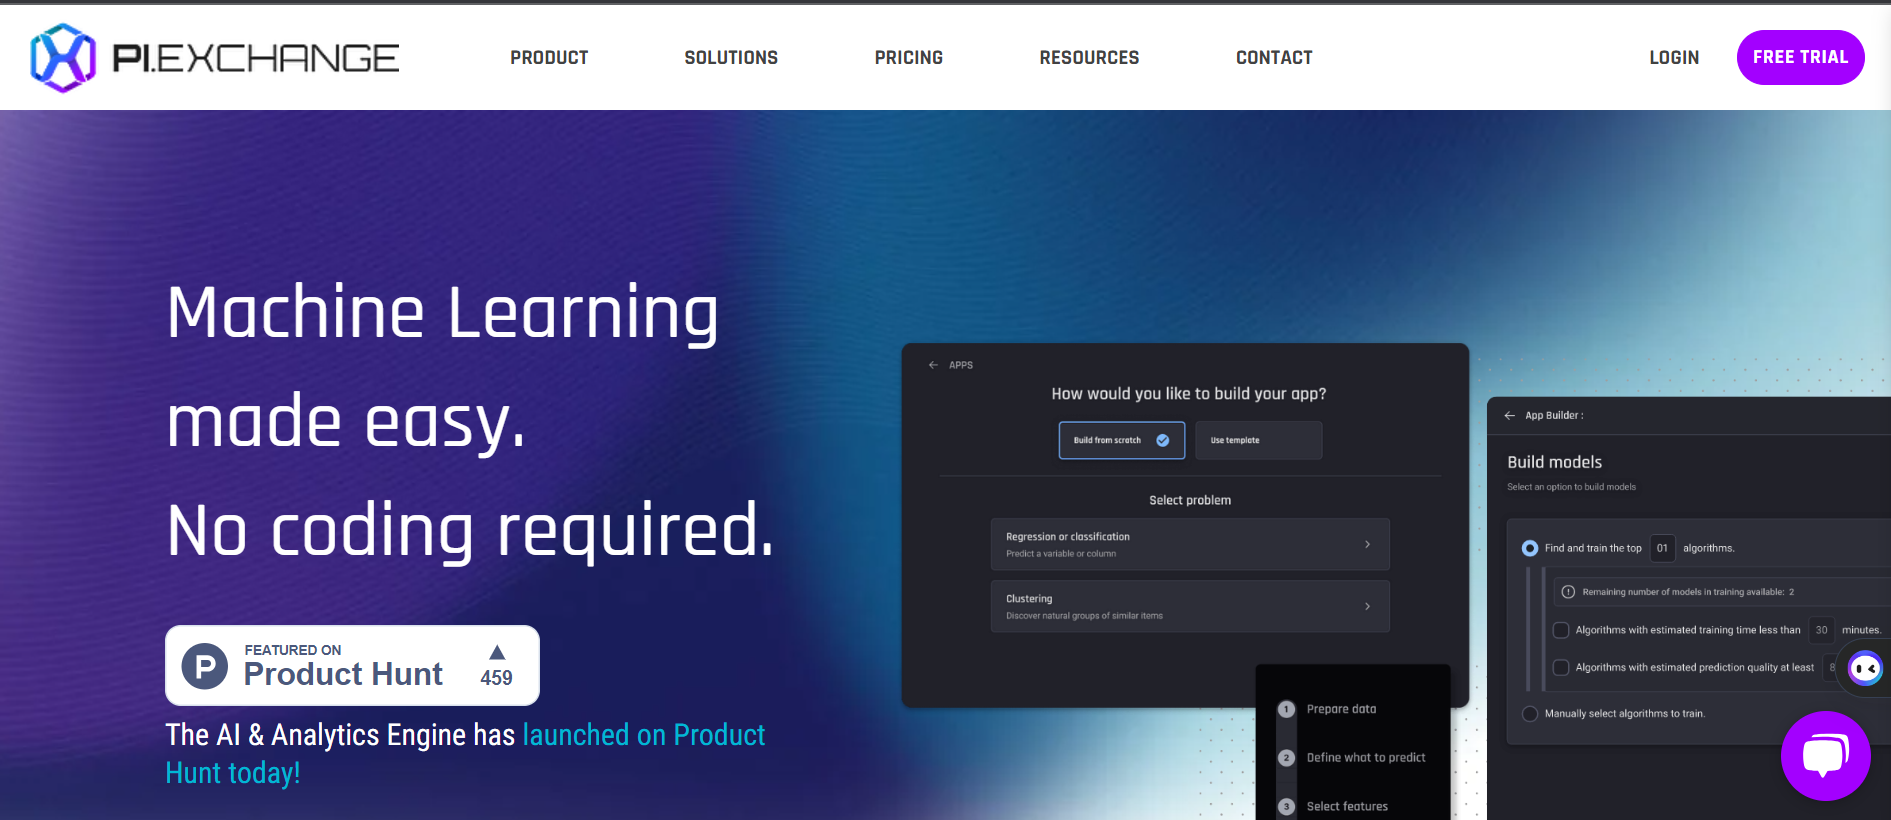 PI.EXCHANGE
PRODUCT
SOLUTIONS
PRICING
RESOURCES
CONTACT
LOGIN
FREE TRIAL
Machine Learning
made easy.
No coding required.
P
FEATURED ON
Product Hunt
459
The AI & Analytics Engine has launched on Product
Hunt today!
APPS
How would you like to build your app?
Build from scratch
Use template
Select problem
Regression or classification
Predict a variable or column
Clustering
Discover natural groups of similar items
1 Prepare data
2 Define what to predict
3 Select features
App Builder :
Build models
Select an option to build models
Find and train the top 01 algorithms.
Remaining number of models in training available: 2
Algorithms with estimated training time less than 30 minutes.
Algorithms with estimated prediction quality at least
Manually select algorithms to train.